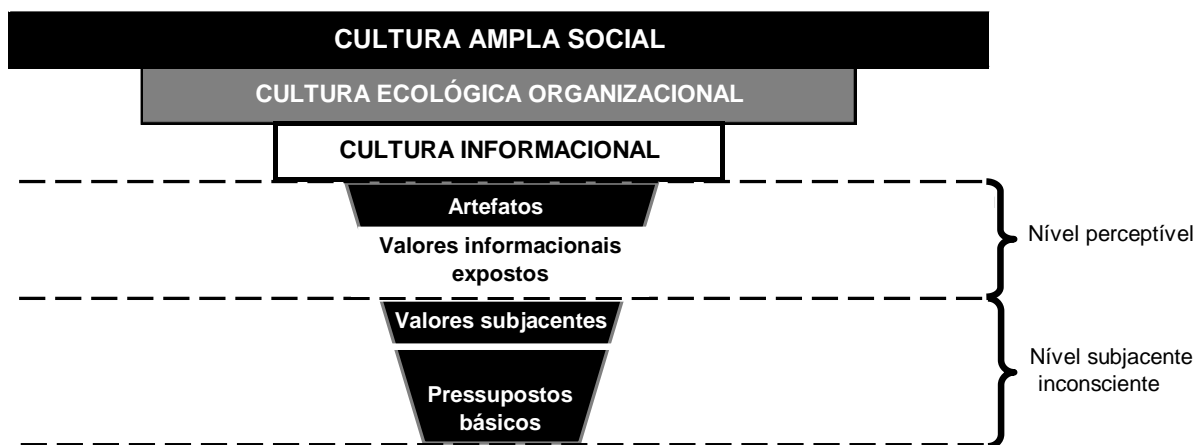 CULTURA AMPLA SOCIAL
CULTURA ECOLÓGICA ORGANIZACIONAL
CULTURA INFORMACIONAL
Artefatos
Valores informacionais
expostos
Nível perceptível
Valores subjacentes
Pressupostos
básicos
Nível subjacente
inconsciente